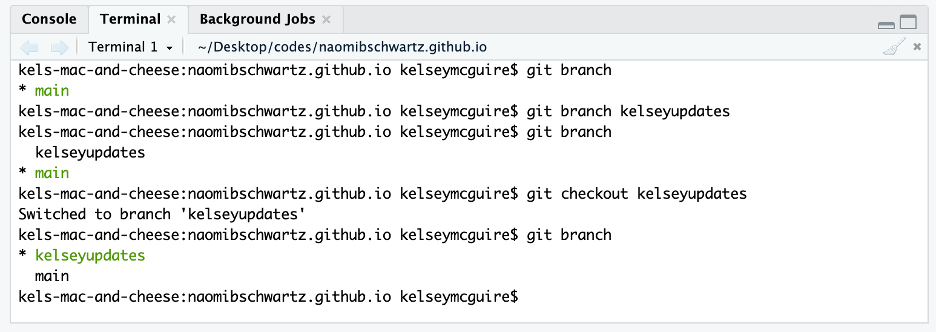 Console Terminal × Background Jobs ×
Terminal 1 ~/Desktop/codes/naomibschwartz.github.io
kels-mac-and-cheese:naomibschwartz.github.io kelseymcguire$ git branch
* main
kels-mac-and-cheese:naomibschwartz.github.io kelseymcguire$ git branch kelseyupdates
kels-mac-and-cheese:naomibschwartz.github.io kelseymcguire$ git branch
  kelseyupdates
* main
kels-mac-and-cheese:naomibschwartz.github.io kelseymcguire$ git checkout kelseyupdates
Switched to branch 'kelseyupdates'
kels-mac-and-cheese:naomibschwartz.github.io kelseymcguire$ git branch
* kelseyupdates
  main
kels-mac-and-cheese:naomibschwartz.github.io kelseymcguire$